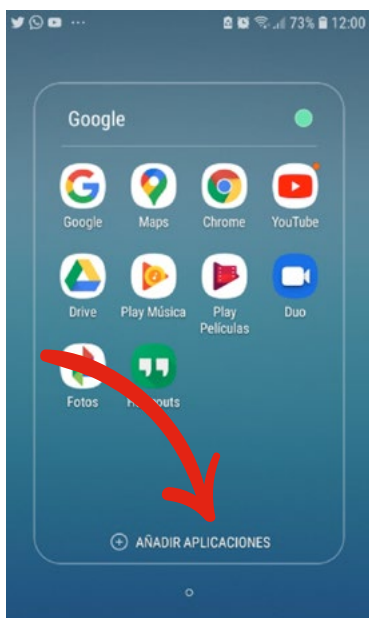 73% 12:00
Google
Google Maps Chrome YouTube
Drive Play Música Play Películas Duo
Fotos
AÑADIR APLICACIONES